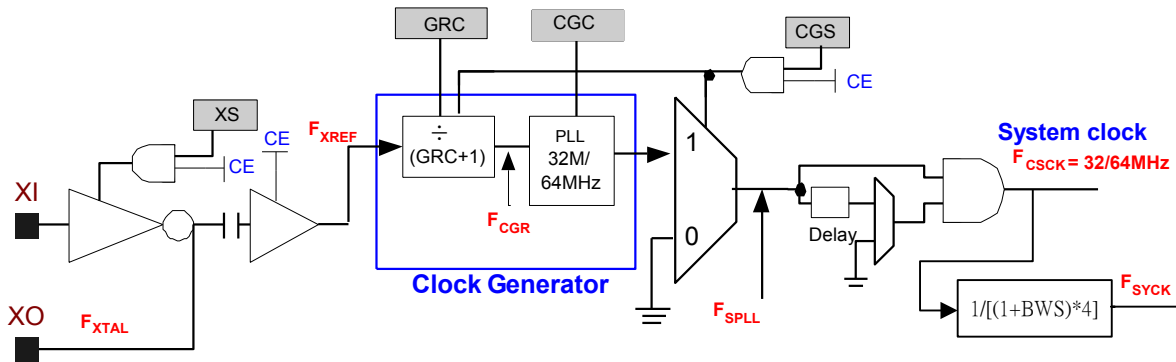 GRC
CGC
CGS
CE
XS
CE
CE
F_XREF
÷
(GRC+1)
PLL
32M/
64MHz
1
0
System clock
F_CSCK = 32/64MHz
XI
F_CGR
Delay
Clock Generator
XO
F_XTAL
F_SPLL
1/[(1+BWS)*4]
F_SYCK